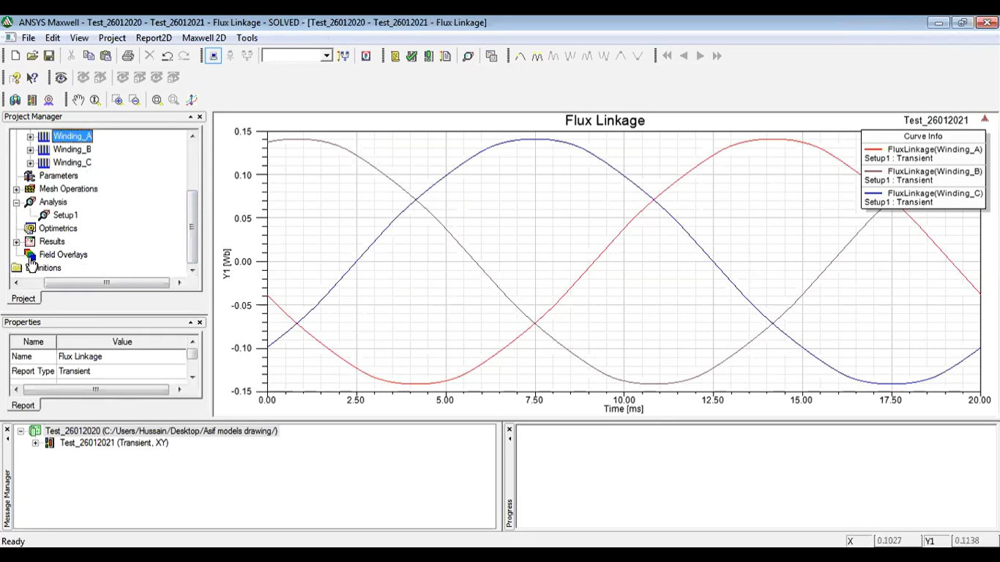 ANSYS Maxwell - Test_26012020 - Test_26012021 - Flux Linkage - SOLVED - [Test_26012020 - Test_26012021 - Flux Linkage]
File Edit View Project Report2D Maxwell 2D Tools
Project Manager
Winding_A
Winding_B
Winding_C
Parameters
Mesh Operations
Analysis
Setup1
Optimetrics
Results
Field Overlays
Project
Properties
Name Value
Name Flux Linkage
Report Type Transient
Report
Flux Linkage
Test_26012021
Curve Info
FluxLinkage(Winding_A)
Setup1 : Transient
FluxLinkage(Winding_B)
Setup1 : Transient
FluxLinkage(Winding_C)
Setup1 : Transient
Y1 [Wb]
0.15
0.10
0.05
0.00
-0.05
-0.10
-0.15
0.00 2.50 5.00 7.50 10.00 12.50 15.00 17.50 20.00
Time [ms]
Message Manager
Test_26012020 (C:/Users/Hussain/Desktop/Asif models drawing/)
Test_26012021 (Transient, XY)
Progress
Ready
X 0.1027 Y1 0.1138